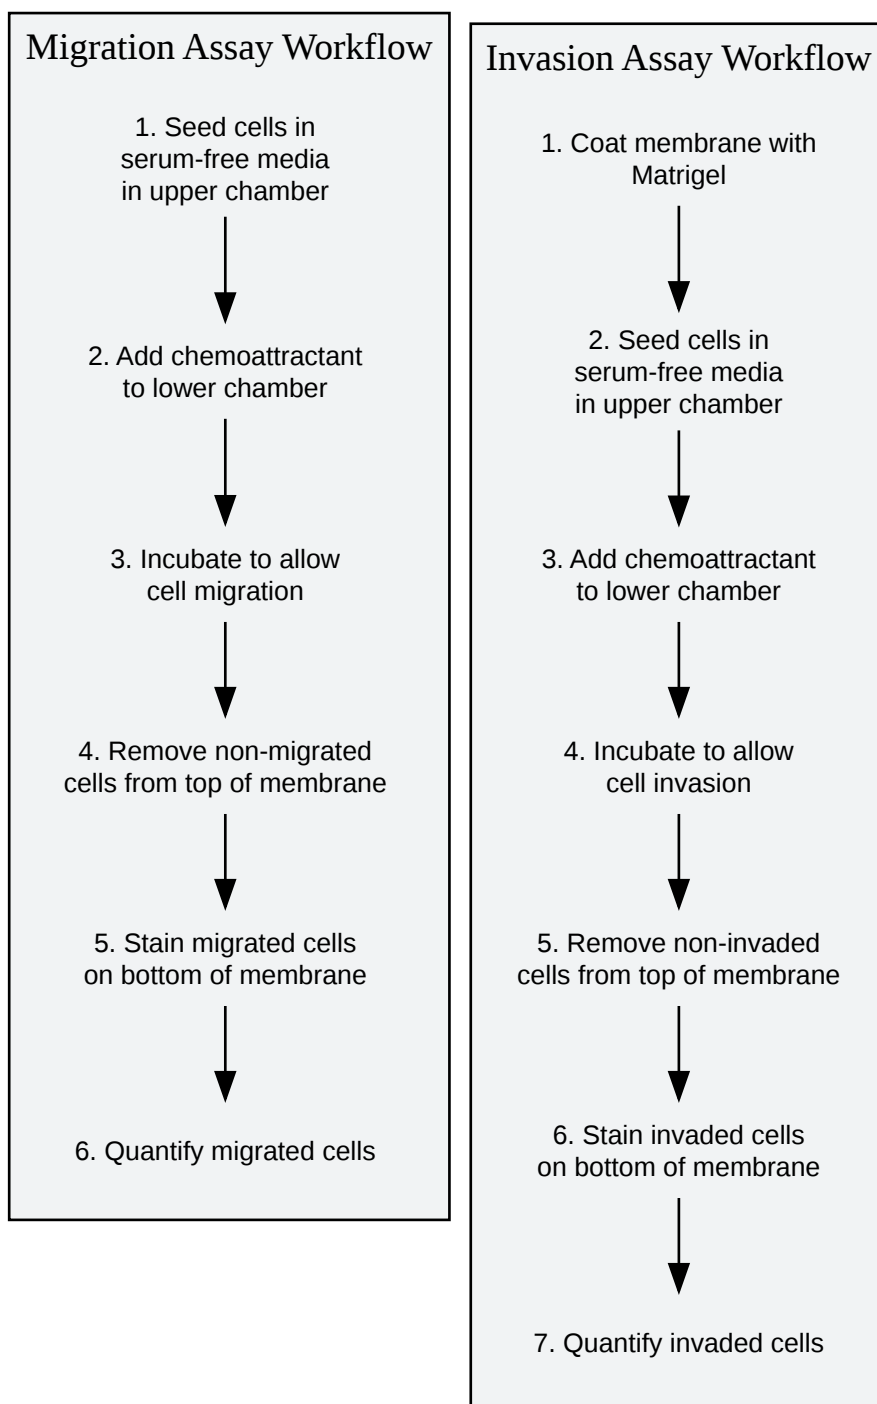 Migration Assay Workflow
1. Seed cells in
serum-free media
in upper chamber
2. Add chemoattractant
to lower chamber
3. Incubate to allow
cell migration
4. Remove non-migrated
cells from top of membrane
5. Stain migrated cells
on bottom of membrane
6. Quantify migrated cells
Invasion Assay Workflow
1. Coat membrane with
Matrigel
2. Seed cells in
serum-free media
in upper chamber
3. Add chemoattractant
to lower chamber
4. Incubate to allow
cell invasion
5. Remove non-invaded
cells from top of membrane
6. Stain invaded cells
on bottom of membrane
7. Quantify invaded cells